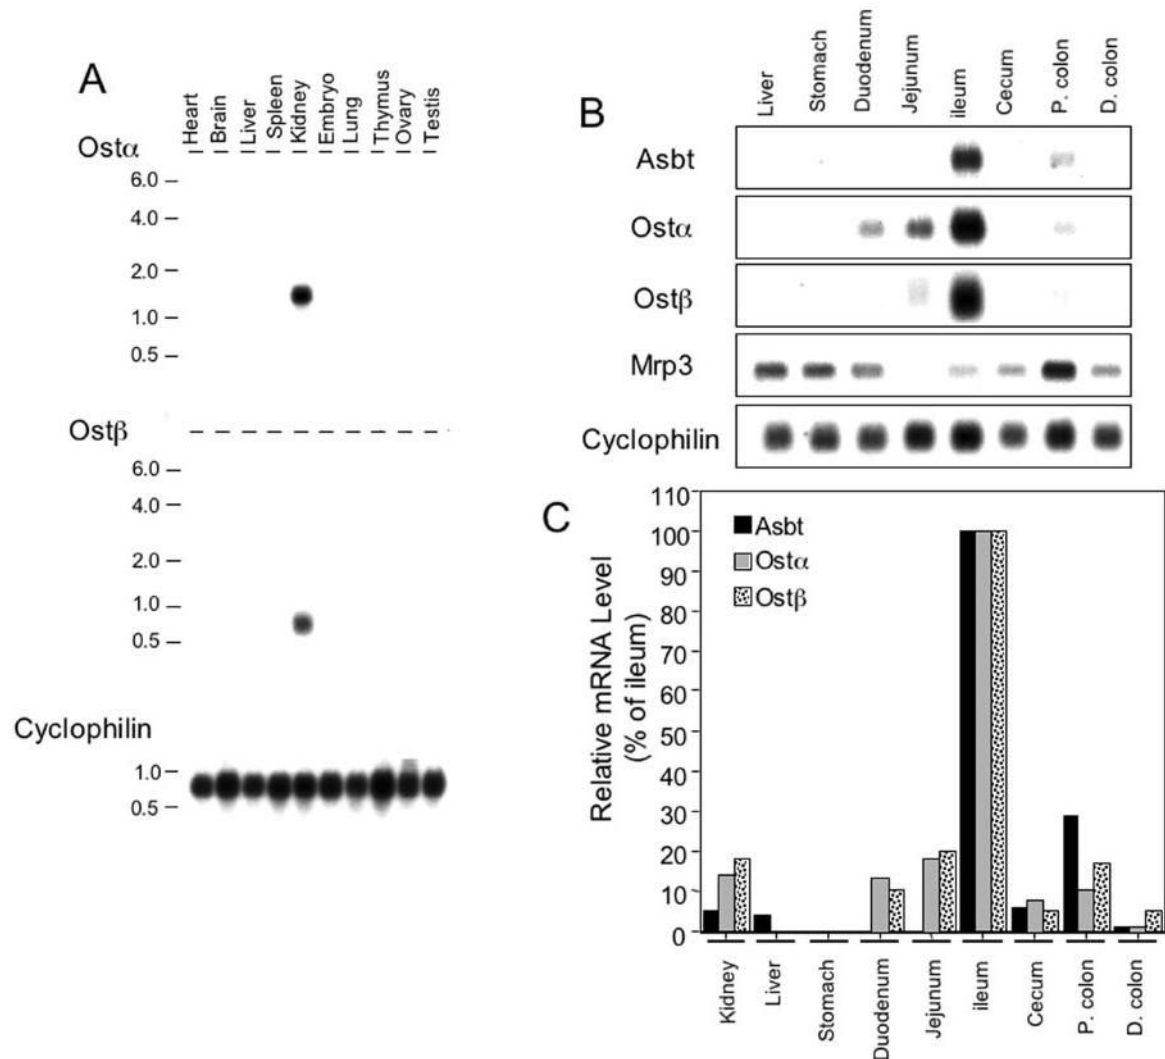 A
Heart
Brain
Liver
Spleen
Kidney
Embryo
Lung
Thymus
Ovary
Testis
Ostα
6.0
4.0
2.0
1.0
0.5
Ostβ
6.0
4.0
2.0
1.0
0.5
Cyclophilin
1.0
0.5
B
Liver
Stomach
Duodenum
Jejunum
ileum
Cecum
P. colon
D. colon
Asbt
Ostα
Ostβ
Mrp3
Cyclophilin
C
Relative mRNA Level
(% of ileum)
110
100
90
80
70
60
50
40
30
20
10
0
Asbt
Ostα
Ostβ
Kidney
Liver
Stomach
Duodenum
Jejunum
ileum
Cecum
P. colon
D. colon